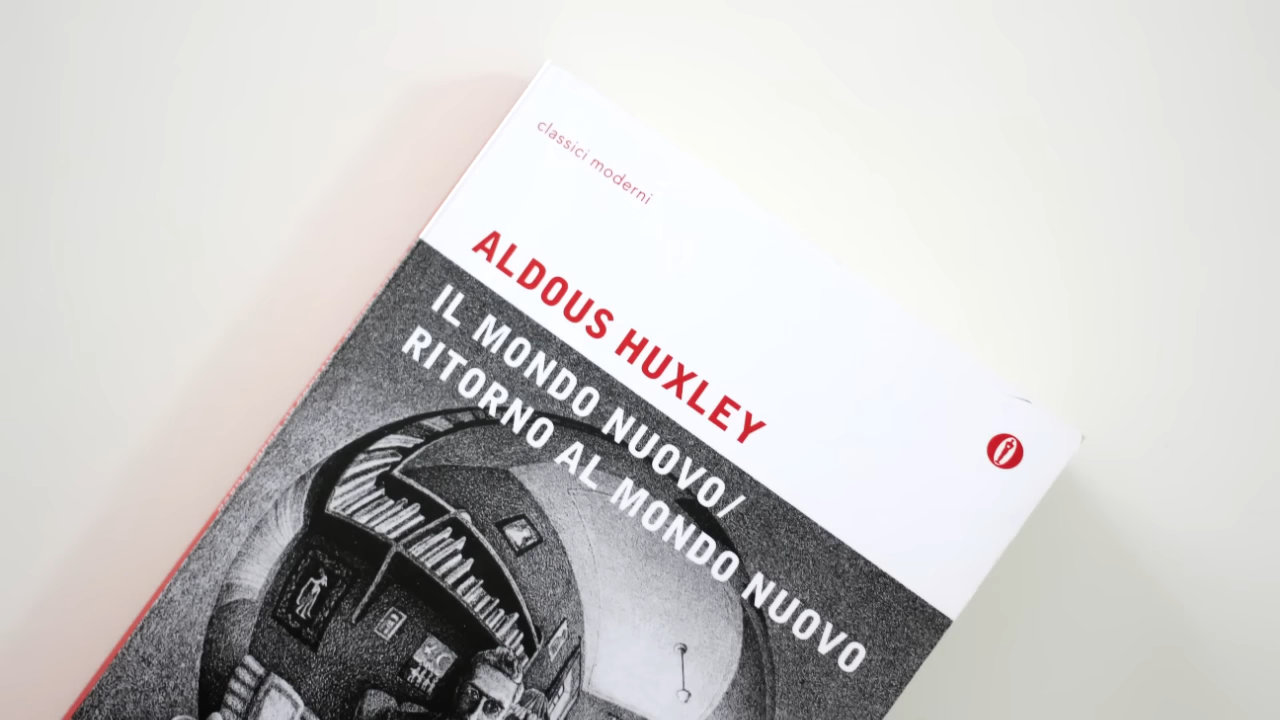 classici moderni
ALDOUS HUXLEY
IL MONDO NUOVO/
RITORNO AL MONDO NUOVO